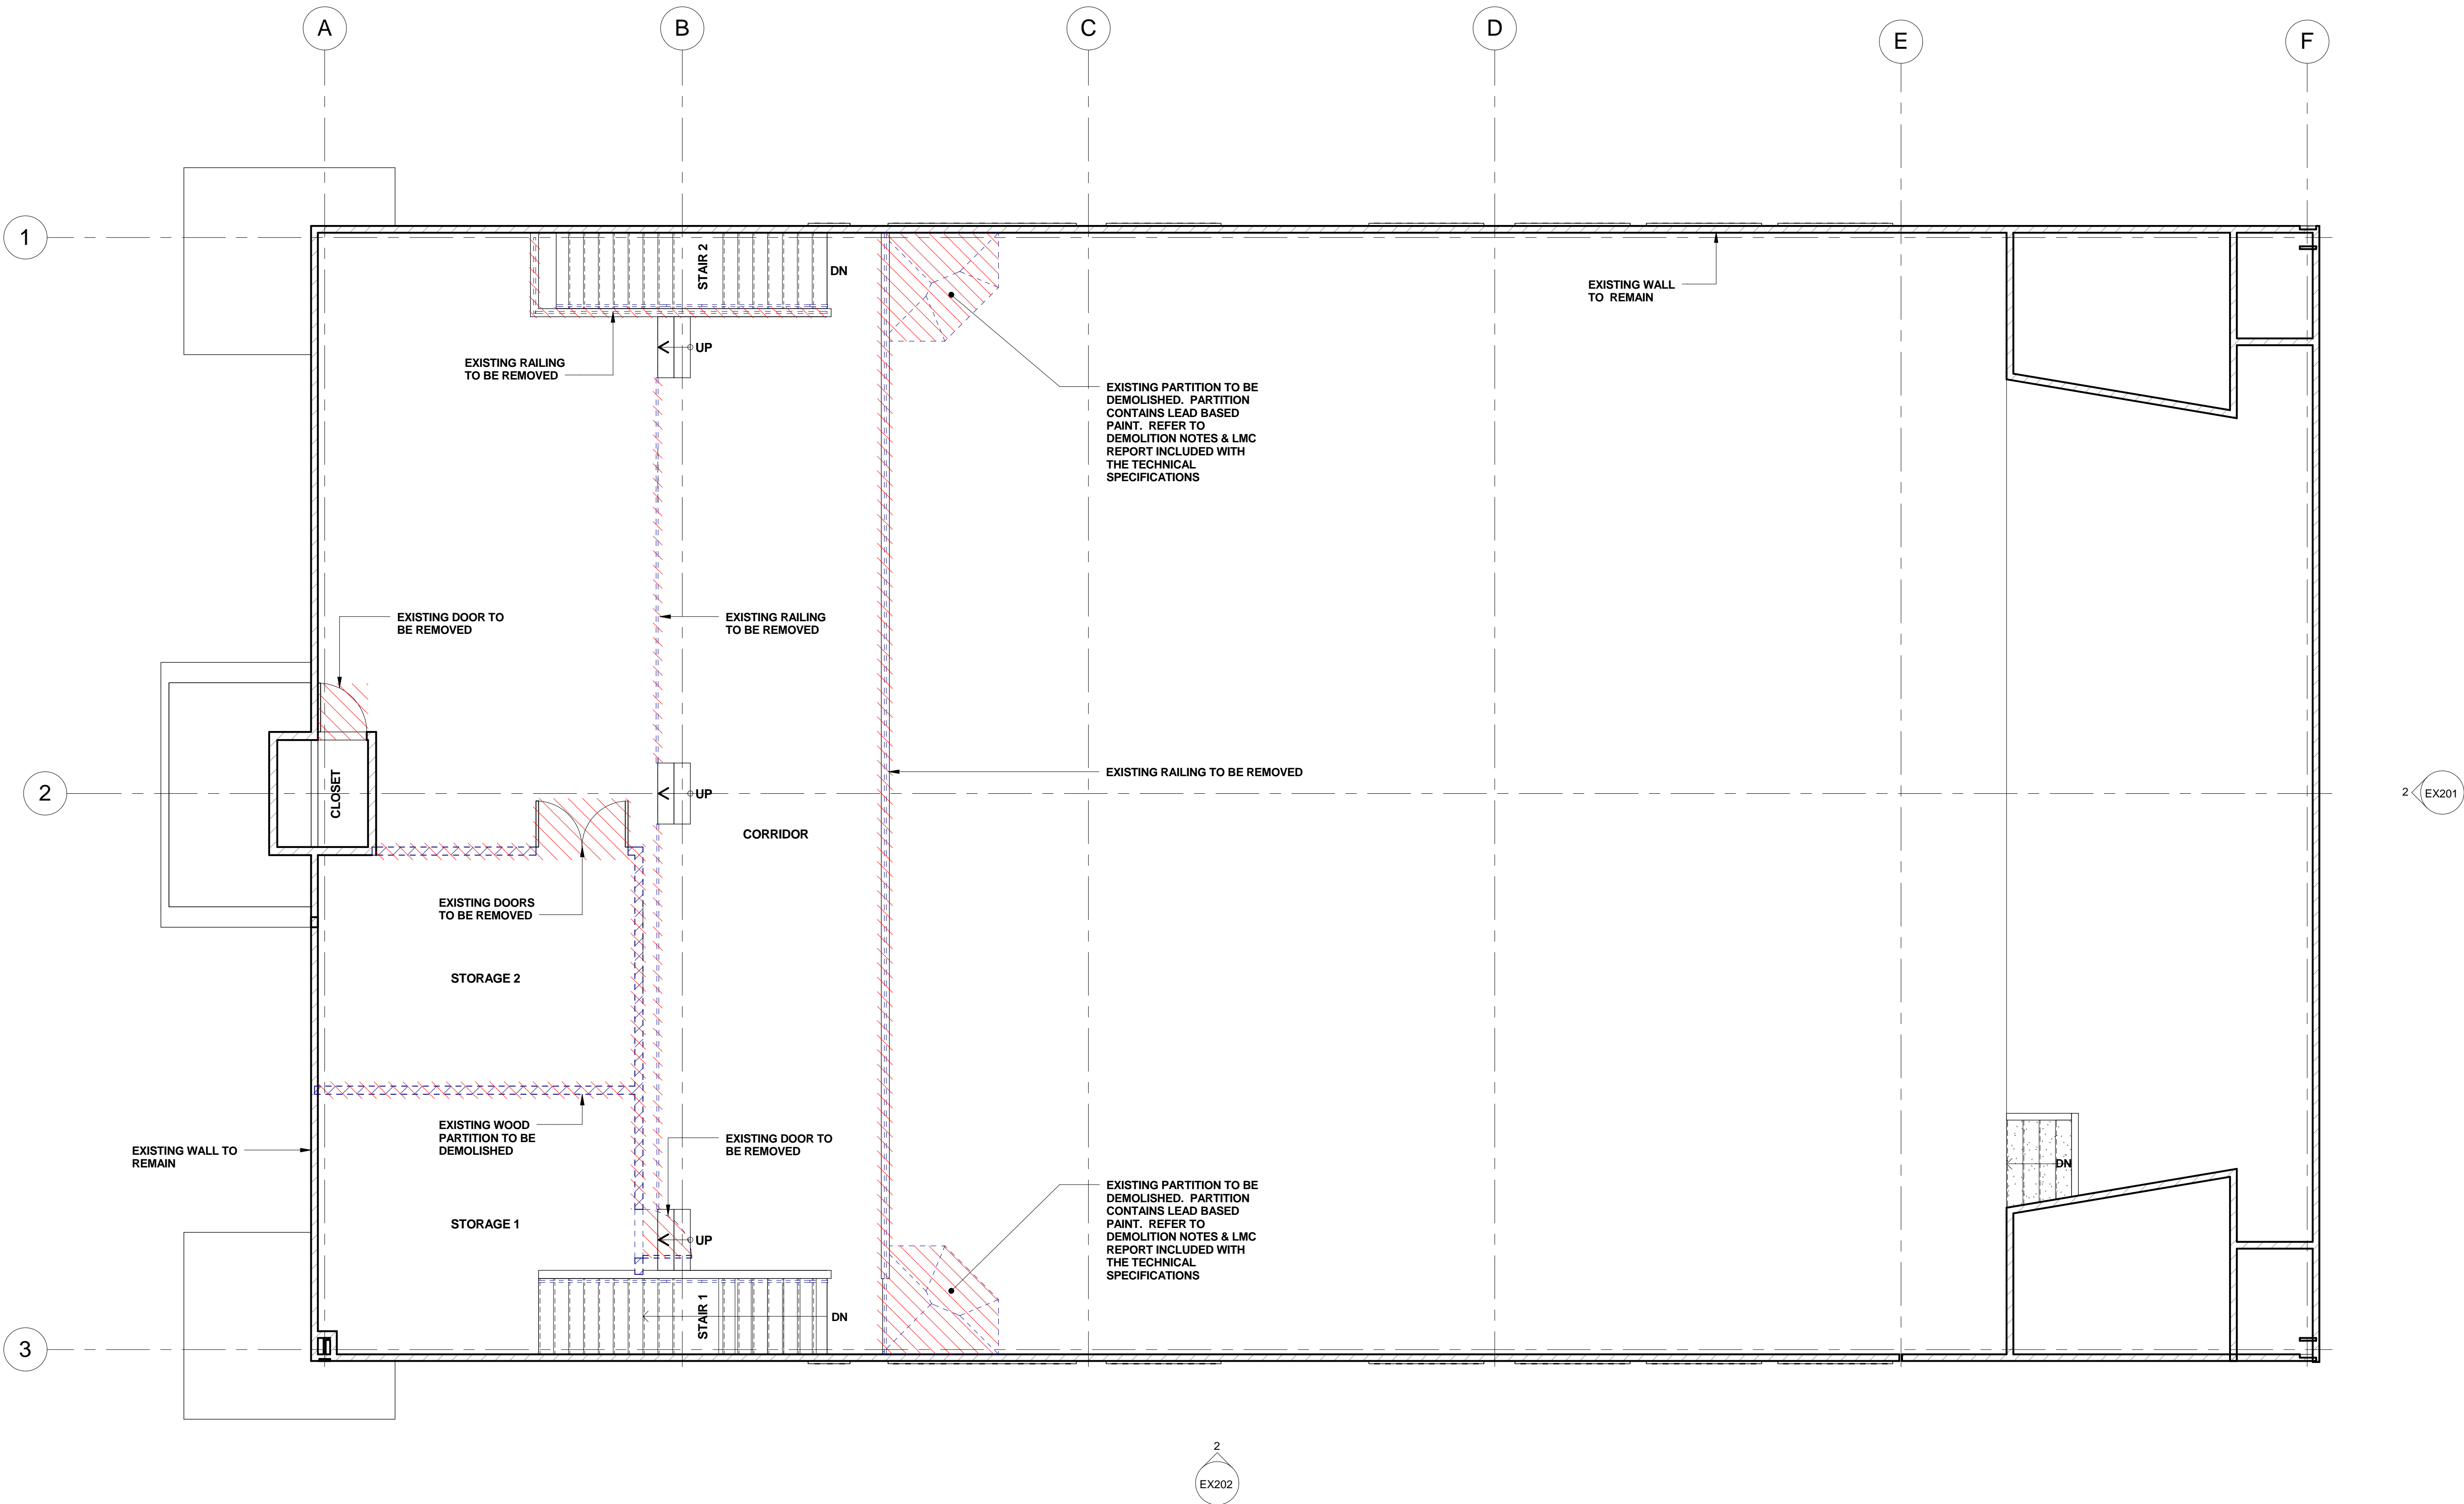 A
B
C
D
E
F
1
STAIR 2
DN
EXISTING WALL
TO REMAIN
UP
EXISTING RAILING
TO BE REMOVED
EXISTING PARTITION TO BE
DEMOLISHED. PARTITION
CONTAINS LEAD BASED
PAINT. REFER TO
DEMOLITION NOTES & LMC
REPORT INCLUDED WITH
THE TECHNICAL
SPECIFICATIONS
EXISTING DOOR TO
BE REMOVED
EXISTING RAILING
TO BE REMOVED
EXISTING RAILING TO BE REMOVED
2
CLOSET
UP
2
EX201
CORRIDOR
EXISTING DOORS
TO BE REMOVED
STORAGE 2
EXISTING WOOD
PARTITION TO BE
DEMOLISHED
EXISTING DOOR TO
BE REMOVED
EXISTING WALL TO
REMAIN
DN
EXISTING PARTITION TO BE
DEMOLISHED. PARTITION
CONTAINS LEAD BASED
PAINT. REFER TO
DEMOLITION NOTES & LMC
REPORT INCLUDED WITH
THE TECHNICAL
SPECIFICATIONS
STORAGE 1
UP
STAIR 1
DN
3
2
EX202